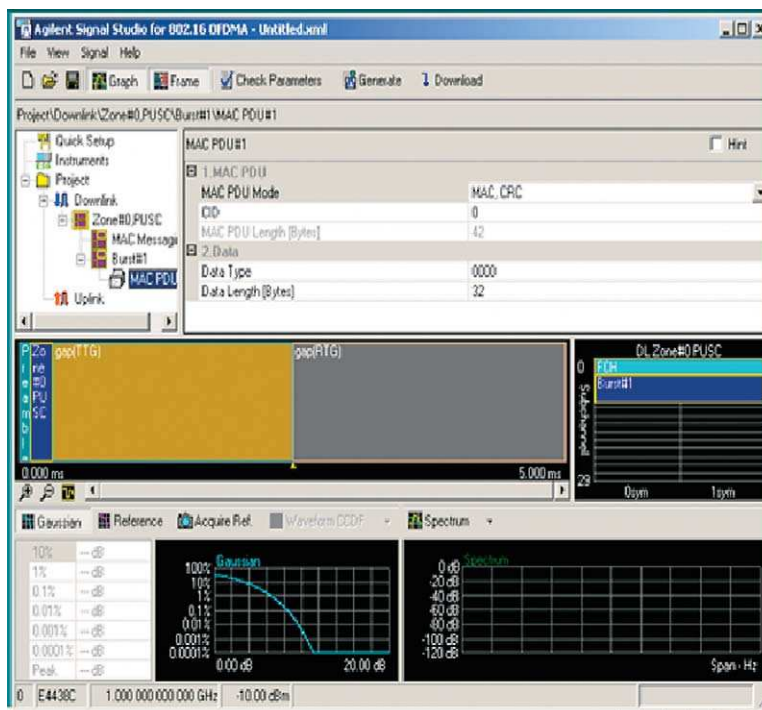 Agilent Signal Studio for 802.16 OFDMA - Untitled.xml
File View Signal Help
Graph Frame Check Parameters Generate Download
Project\Downlink\Zone#0,PUSC\Burst#1\MAC PDU#1
Quick Setup
Instruments
Project
Downlink
Zone#0,PUSC
MAC Messagi
Burst#1
MAC PDU
Uplink
MAC PDU#1 Hint
1.MAC PDU
MAC PDU Mode MAC, CRC
CID 0
MAC PDU Length [Bytes] 42
2.Data
Data Type 0000
Data Length [Bytes] 32
Preamble
Zone#0 PUSC
gap(TTG)
gap(RTG)
0.000 ms 5.000 ms
DL,Zone#0,PUSC
Subchannel
0 FCH
Burst#1
29
0sym 1sym
Gaussian Reference Acquire Ref. Waveform CCDF Spectrum
10% --- dB
1% --- dB
0.1% --- dB
0.01% --- dB
0.001% --- dB
0.0001% --- dB
Peak --- dB
Gaussian
100%
10%
1%
0.1%
0.01%
0.001%
0.0001%
0.00 dB 20.00 dB
Spectrum
0 dB
-20 dB
-40 dB
-60 dB
-80 dB
-100 dB
-120 dB
Span - Hz
0 E4438C 1.000 000 000 000 GHz -10.00 dBm